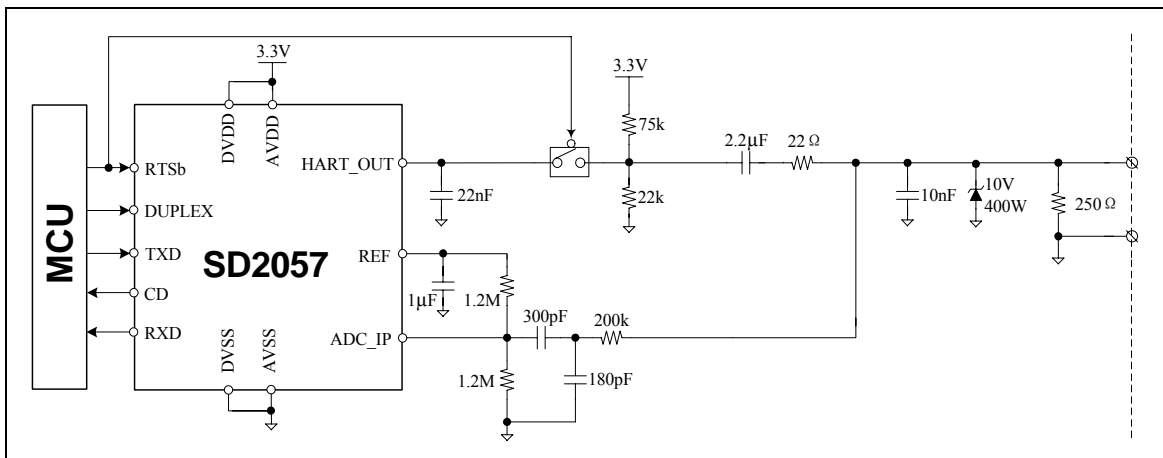 3.3V
3.3V
MCU
RTSb
DUPLEX
TXD
CD
RXD
DVDD
AVDD
SD2057
DVSS
AVSS
HART_OUT
REF
ADC_IP
22nF
75k
22k
2.2μF
22 Ω
10nF
10V
400W
250 Ω
1μF
1.2M
300pF
200k
1.2M
180pF